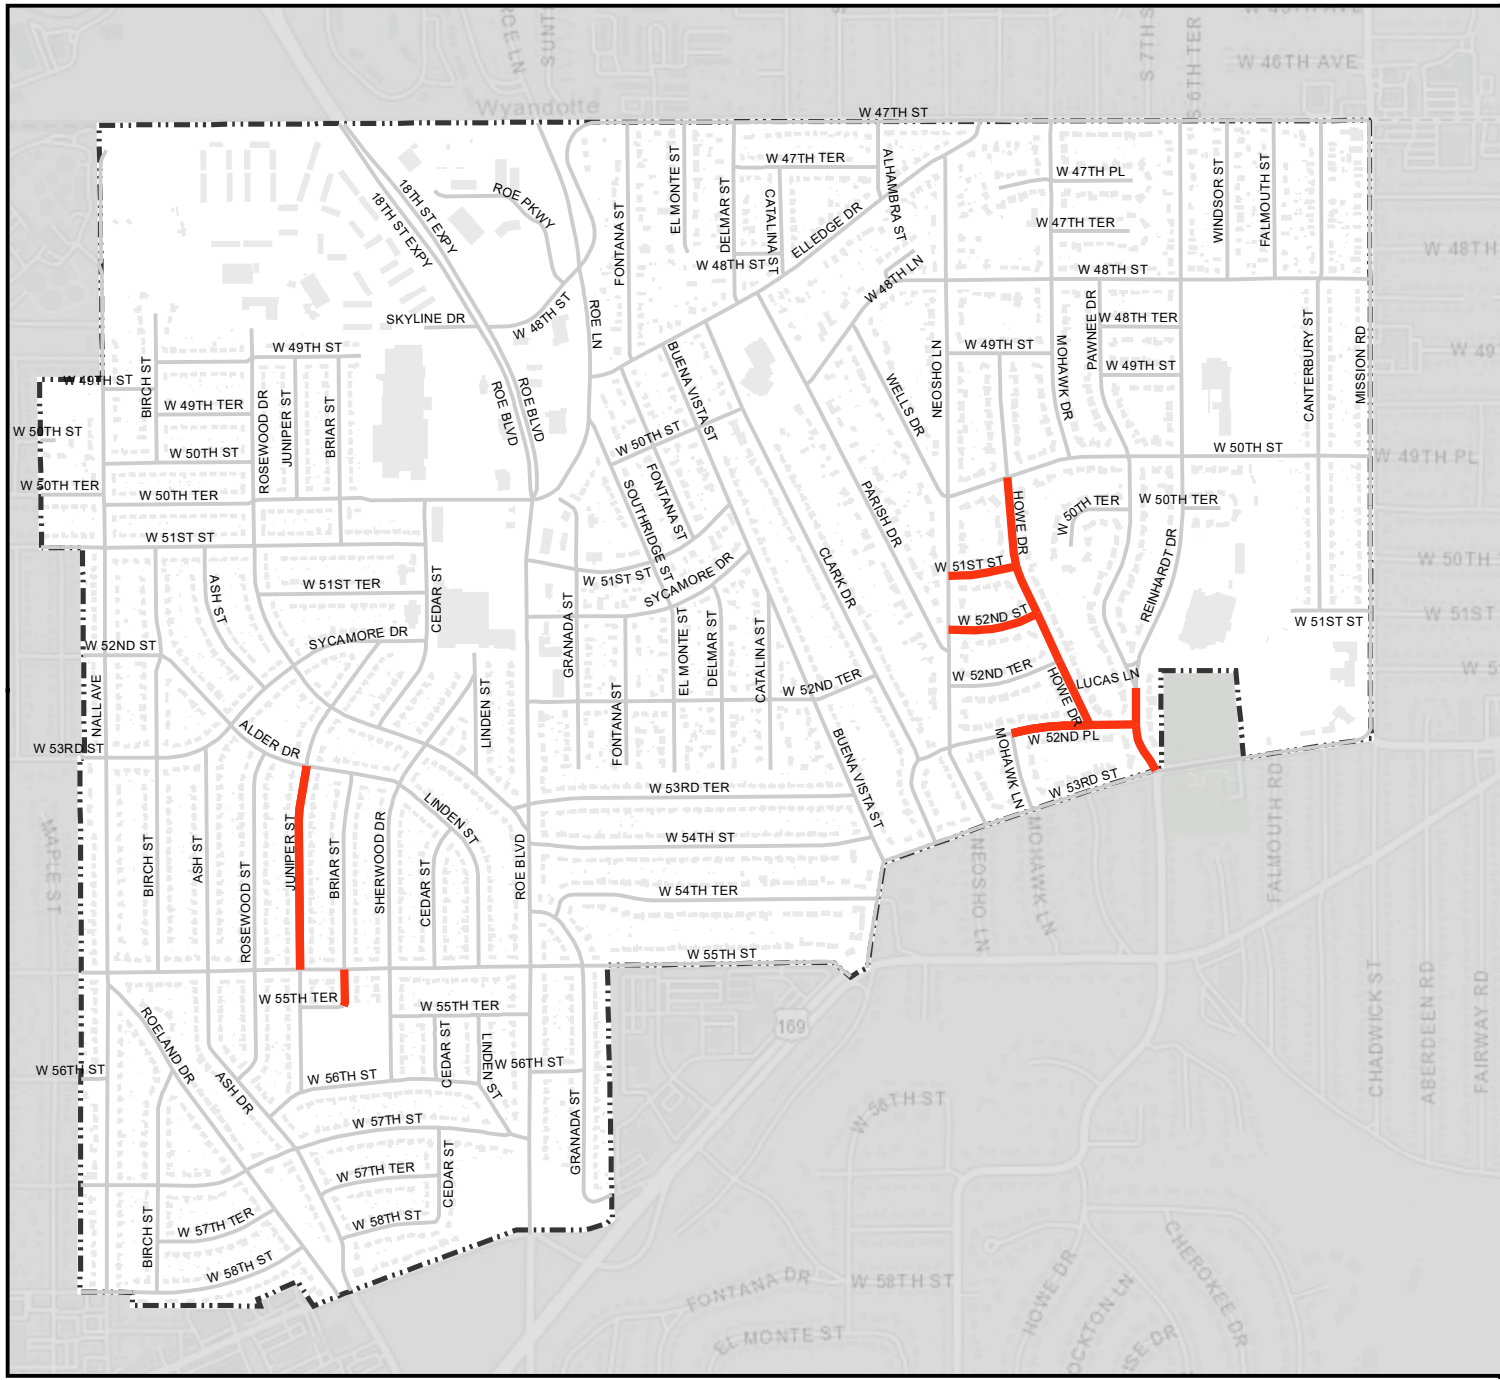 W 46TH AVE
S 7TH S
S 6TH TER
Wyandotte
W 47TH ST
W 47TH TER
W 47TH PL
W 47TH TER
ALHAMBRA ST
EL MONTE ST
DELMAR ST
CATALINA ST
FONTANA ST
WINDSOR ST
FALMOUTH ST
ROE PKWY
18TH ST EXPY
18TH ST EXPY
ELLEDGE DR
W 48TH ST
W 48TH LN
W 48TH ST
W 48TH
SKYLINE DR
W 48TH ST
ROE LN
W 48TH TER
PAWNEE DR
MOHAWK DR
NEOSHO LN
CANTERBURY ST
MISSION RD
W 49TH ST
W 49TH ST
W 49TH ST
W 49
W 49TH ST
BIRCH ST
W 49TH TER
ROSEWOOD DR
JUNIPER ST
BRIAR ST
ROE BLVD
ROE BLVD
BUENA VISTA ST
WELLS DR
W 50TH ST
W 50TH ST
W 50TH ST
W 50TH ST
W 49TH PL
W 50TH TER
W 50TH TER
FONTANA ST
SOUTHRIDGE ST
PARISH DR
HOWE DR
W 50TH TER
W 50TH TER
REINHARDT DR
W 51ST ST
W 51ST TER
ASH ST
CEDAR ST
W 51ST ST
SYCAMORE DR
CLARK DR
W 51ST ST
W 50TH
W 51ST
W 51ST ST
W 52ND ST
W 52ND ST
SYCAMORE DR
GRANADA ST
EL MONTE ST
DELMAR ST
CATALINA ST
W 52ND TER
W 52ND TER
LUCAS LN
HOWE DR
W 5
NALL AVE
LINDEN ST
FONTANA ST
W 53RD ST
ALDER DR
BUENA VISTA ST
W 52ND PL
MOHAWK LN
W 53RD ST
W 53RD TER
LINDEN ST
W 54TH ST
ROE BLVD
MAPLE ST
BIRCH ST
ASH ST
ROSEWOOD ST
JUNIPER ST
BRIAR ST
SHERWOOD DR
CEDAR ST
W 54TH TER
NEOSHO LN
MOHAWK LN
FALMOUTH RD
W 55TH ST
W 55TH TER
W 55TH TER
ROELAND DR
CEDAR ST
LINDEN ST
169
CHADWICK ST
ABERDEEN RD
FAIRWAY RD
W 56TH ST
ASH DR
W 56TH ST
W 56TH ST
W 56TH ST
W 57TH ST
GRANADA ST
W 57TH TER
CEDAR ST
BIRCH ST
W 57TH TER
W 58TH ST
W 58TH ST
FONTANA DR
W 58TH ST
EL MONTE ST
HOWE DR
CHEROKEE DR
OCKTON LN
ISE DR